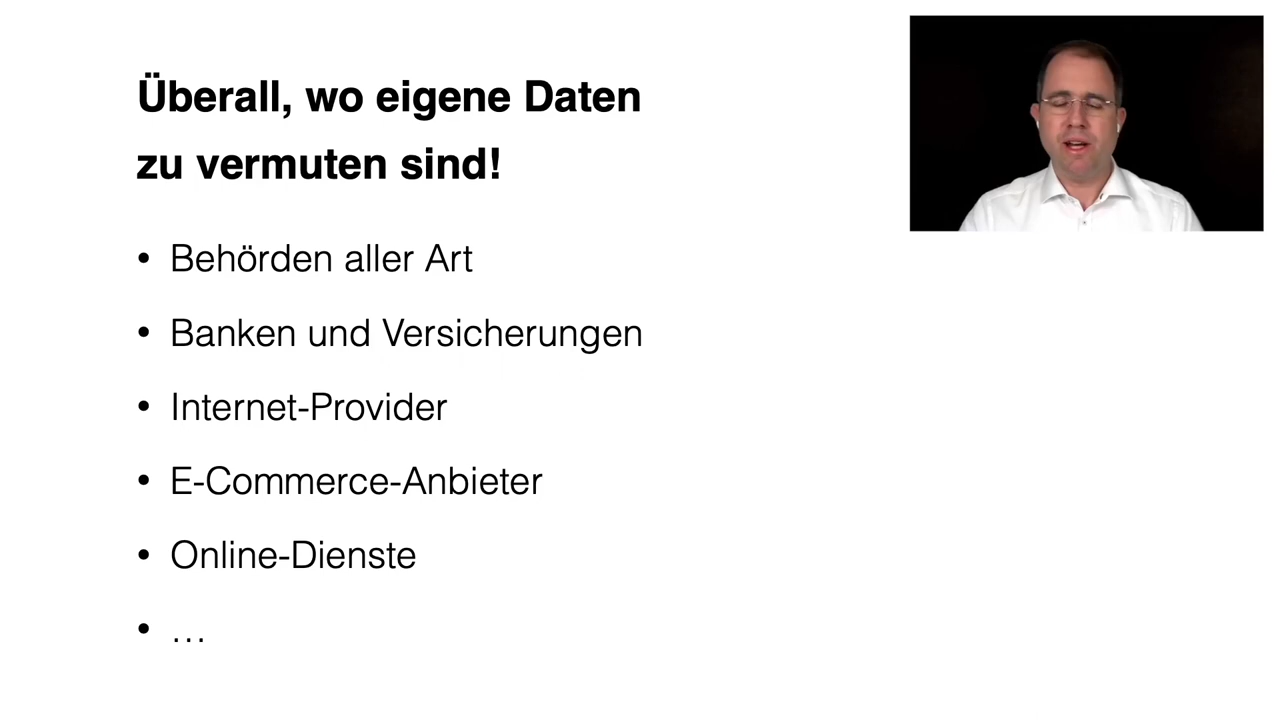 Überall, wo eigene Daten
zu vermuten sind!
• Behörden aller Art
• Banken und Versicherungen
• Internet-Provider
• E-Commerce-Anbieter
• Online-Dienste
• …